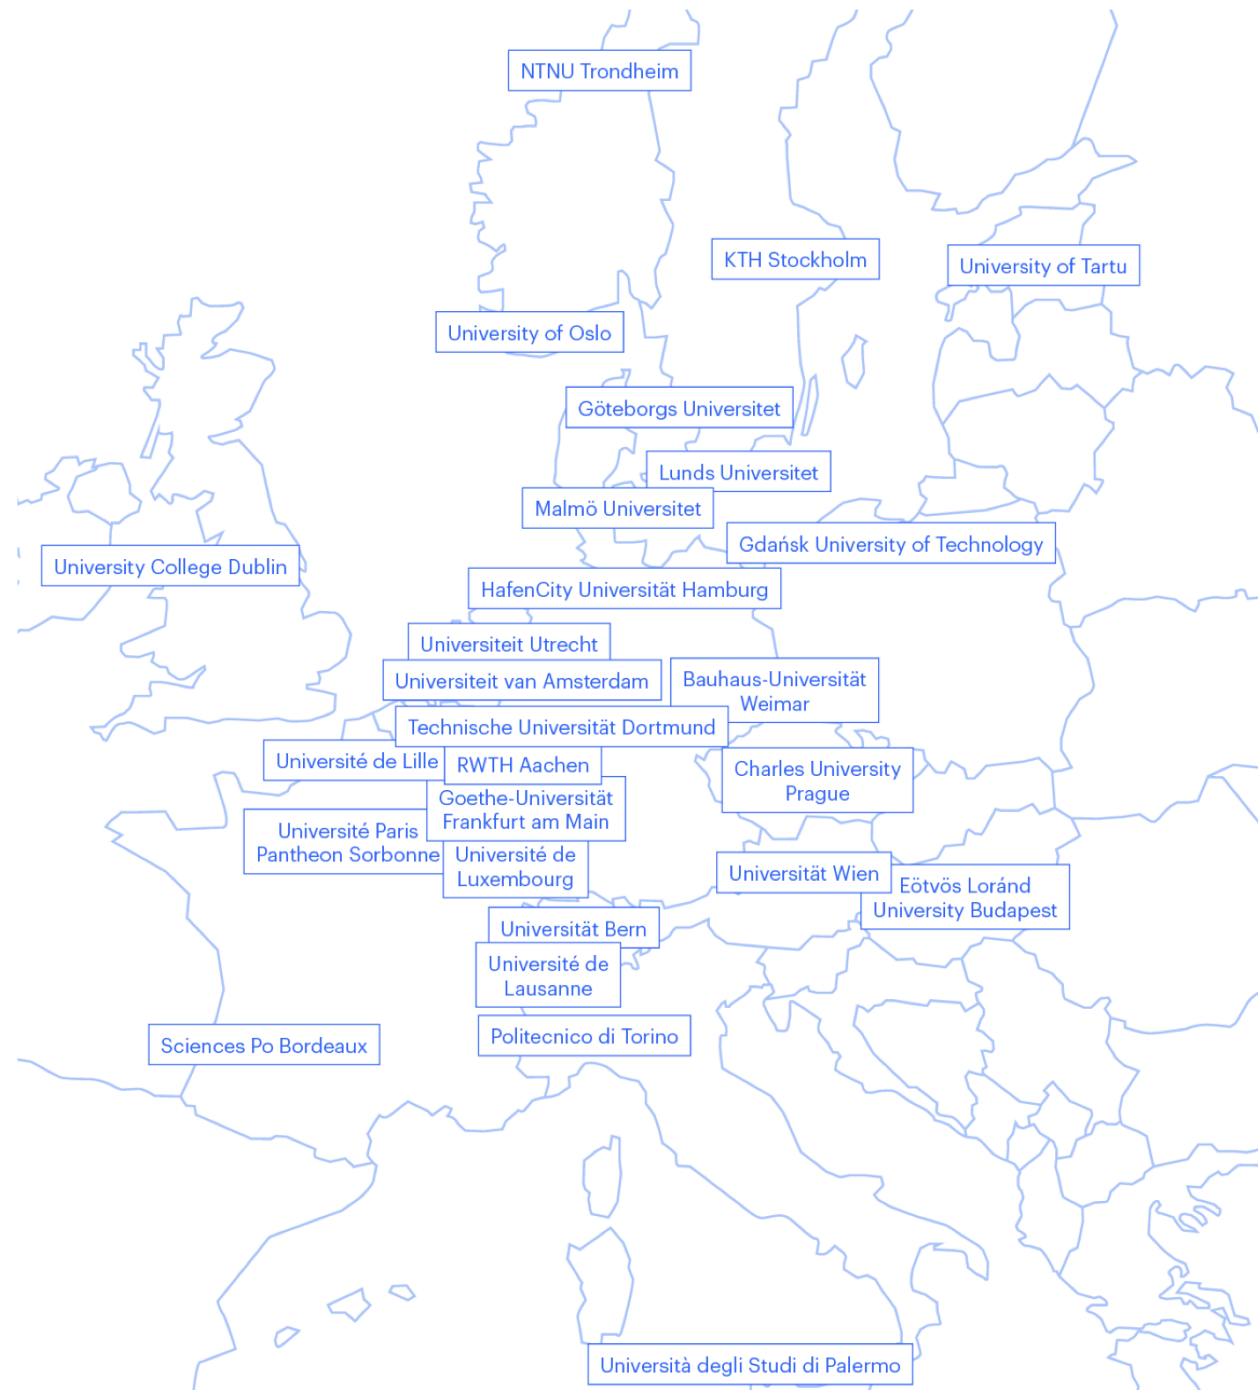 NTNU Trondheim
KTH Stockholm
University of Tartu
University of Oslo
Göteborgs Universitet
Lunds Universitet
Malmö Universitet
Gdańsk University of Technology
University College Dublin
HafenCity Universität Hamburg
Universiteit Utrecht
Universiteit van Amsterdam
Bauhaus-Universität
Weimar
Technische Universität Dortmund
Université de Lille
RWTH Aachen
Charles University
Prague
Goethe-Universität
Frankfurt am Main
Université Paris
Pantheon Sorbonne
Université de
Luxembourg
Universität Wien
Eötvös Loránd
University Budapest
Universität Bern
Université de
Lausanne
Politecnico di Torino
Sciences Po Bordeaux
Università degli Studi di Palermo